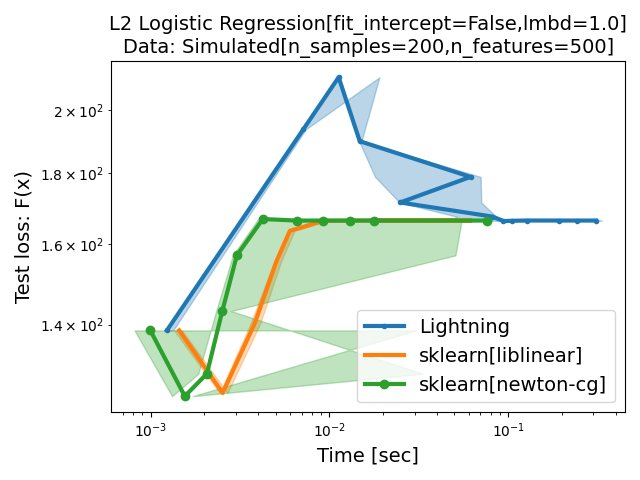 L2 Logistic Regression[fit_intercept=False,lmbd=1.0]
Data: Simulated[n_samples=200,n_features=500]
Test loss: F(x)
2 × 10²
1.8 × 10²
1.6 × 10²
1.4 × 10²
Lightning
sklearn[liblinear]
sklearn[newton-cg]
10⁻³ 10⁻² 10⁻¹
Time [sec]